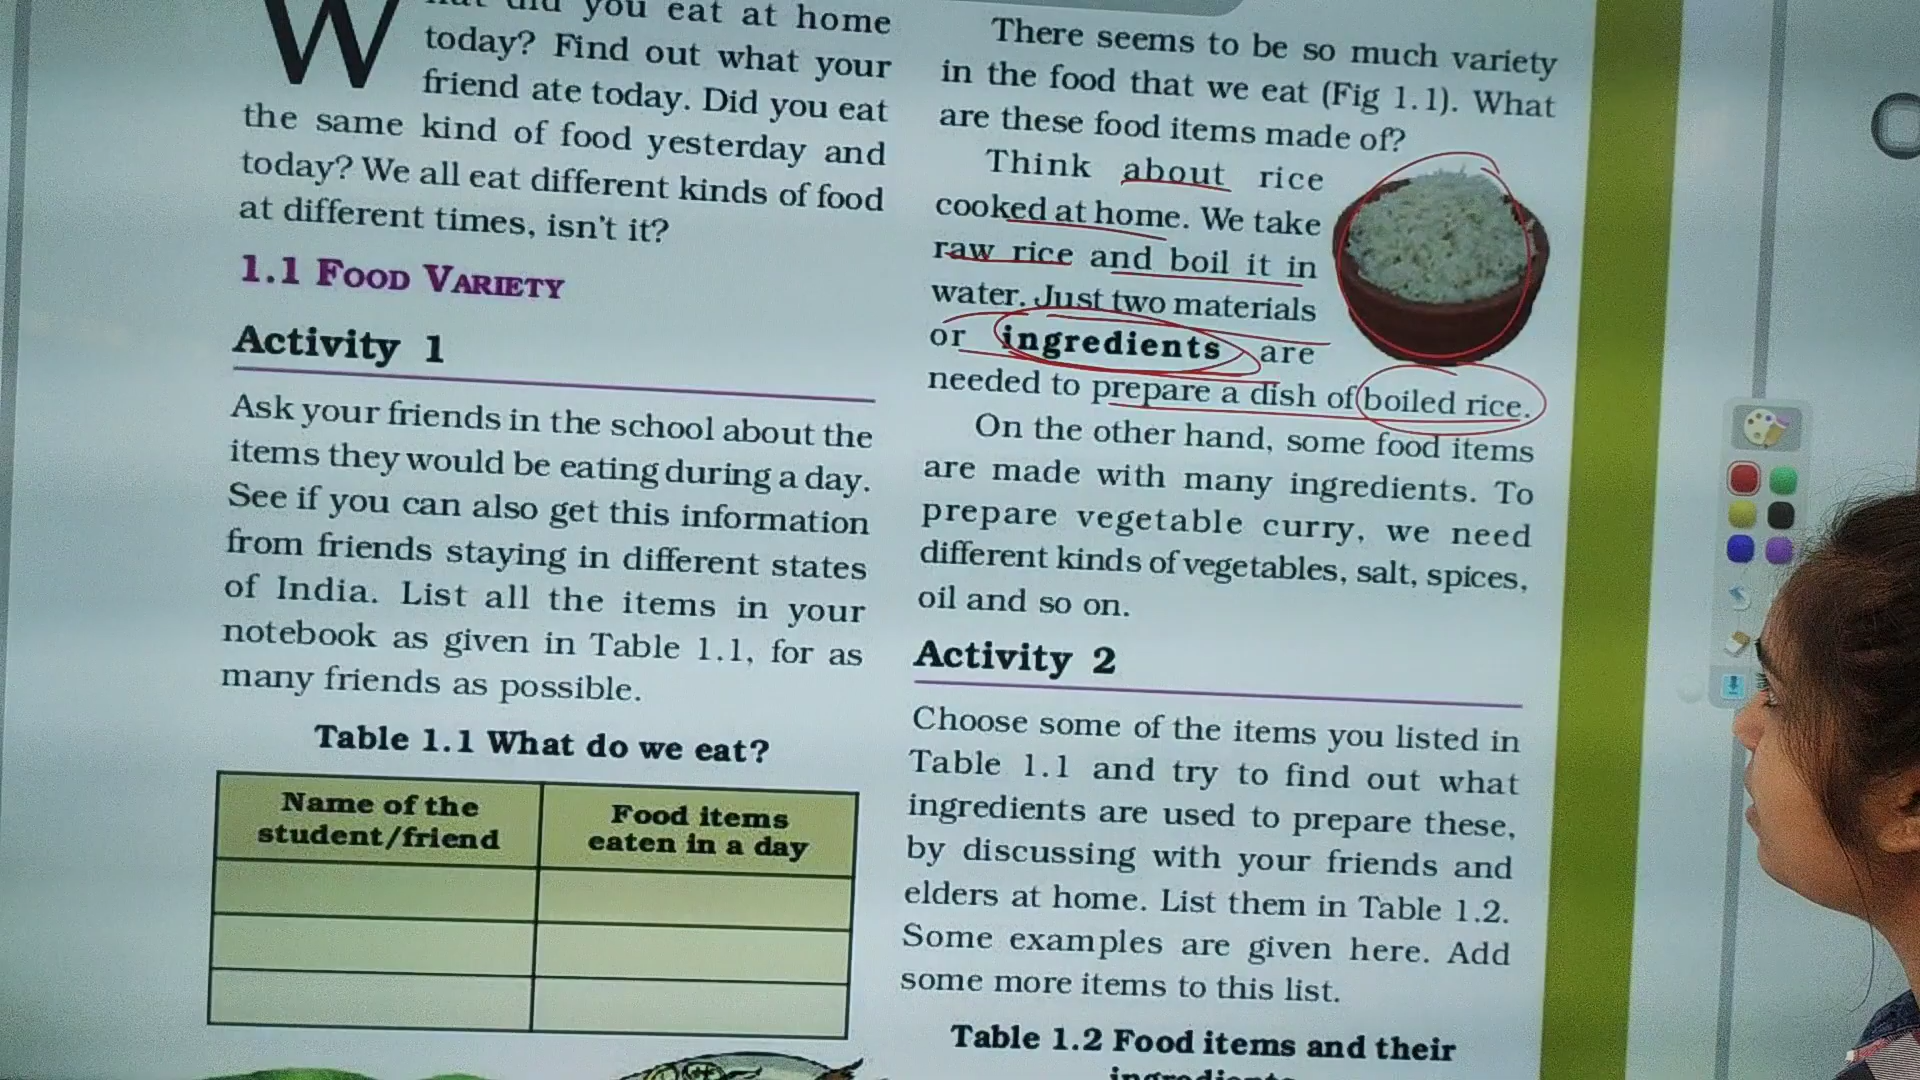 W
you eat at home
today? Find out what your
friend ate today. Did you eat
the same kind of food yesterday and
today? We all eat different kinds of food
at different times, isn't it?
1.1 FOOD VARIETY
Activity 1
Ask your friends in the school about the
items they would be eating during a day.
See if you can also get this information
from friends staying in different states
of India. List all the items in your
notebook as given in Table 1.1, for as
many friends as possible.
Table 1.1 What do we eat?
Name of the
student/friend
Food items
eaten in a day
There seems to be so much variety
in the food that we eat (Fig 1.1). What
are these food items made of?
Think about rice
cooked at home. We take
raw rice and boil it in
water. Just two materials
or ingredients are
needed to prepare a dish of boiled rice.
On the other hand, some food items
are made with many ingredients. To
prepare vegetable curry, we need
different kinds of vegetables, salt, spices,
oil and so on.
Activity 2
Choose some of the items you listed in
Table 1.1 and try to find out what
ingredients are used to prepare these,
by discussing with your friends and
elders at home. List them in Table 1.2.
Some examples are given here. Add
some more items to this list.
Table 1.2 Food items and their